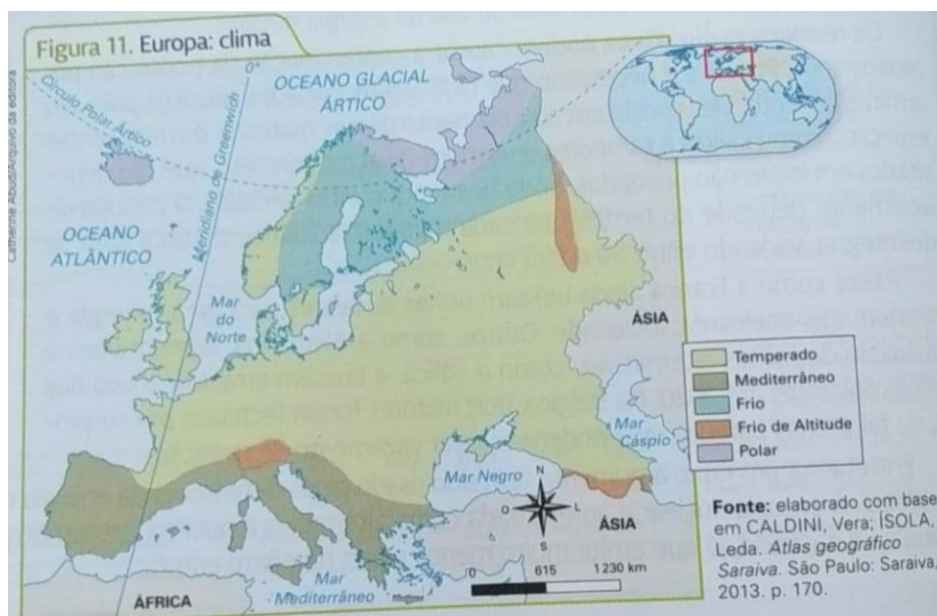 Figura 11. Europa: clima
Catherine Abud/Arquivo da editora
Círculo Polar Ártico
0°
Meridiano de Greenwich
OCEANO GLACIAL
ÁRTICO
OCEANO
ATLÂNTICO
Mar
do
Norte
ÁSIA
Temperado
Mediterrâneo
Frio
Frio de Altitude
Polar
Mar
Cáspio
Mar Negro
N
O
L
S
ÁSIA
0
615
1 230 km
Mar
Mediterrâneo
ÁFRICA
Fonte: elaborado com base
em CALDINI, Vera; ÍSOLA,
Leda. Atlas geográfico
Saraiva. São Paulo: Saraiva,
2013. p. 170.